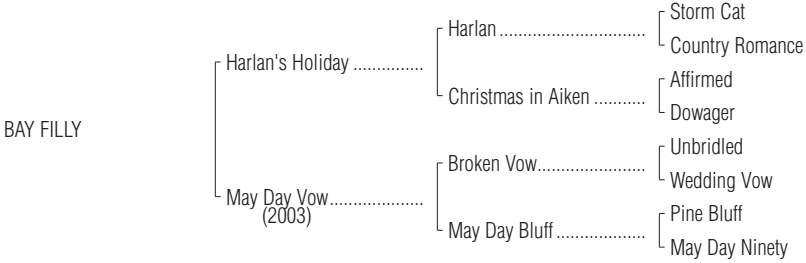 Storm Cat
Harlan..............................
Country Romance
Harlan's Holiday ...............
Affirmed
Christmas in Aiken ...........
Dowager
BAY FILLY
Unbridled
Broken Vow.......................
Wedding Vow
May Day Vow....................
(2003)
Pine Bluff
May Day Bluff...................
May Day Ninety